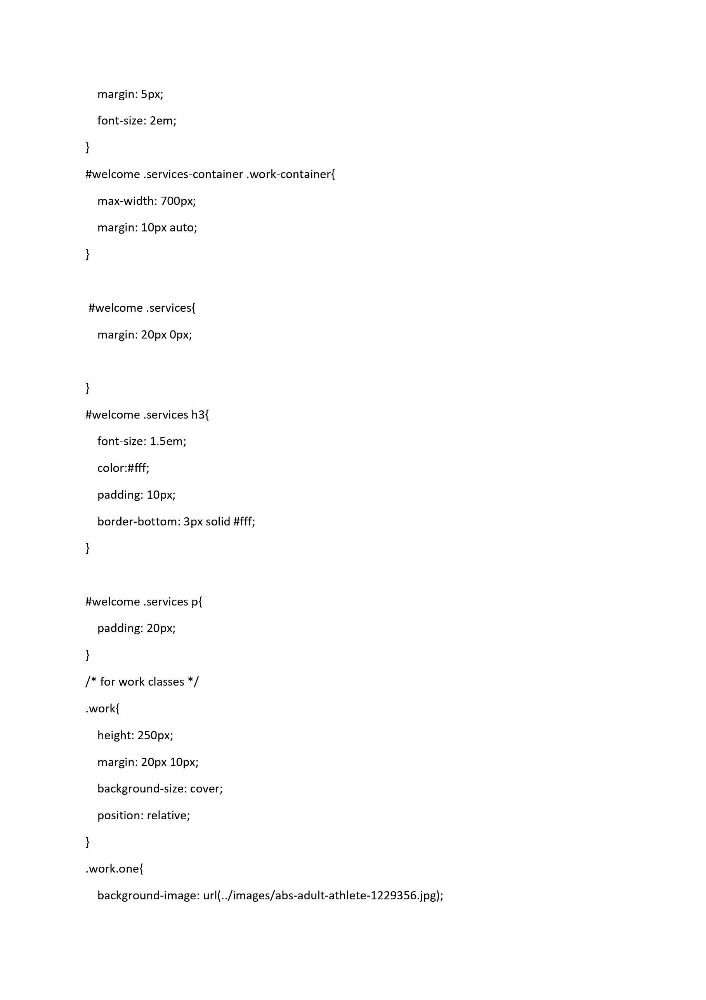 margin: 5px;
font-size: 2em;
}
#welcome .services-container .work-container{
max-width: 700px;
margin: 10px auto;
}
#welcome .services{
margin: 20px 0px;
}
#welcome .services h3{
font-size: 1.5em;
color:#fff;
padding: 10px;
border-bottom: 3px solid #fff;
}
#welcome .services p{
padding: 20px;
}
/* for work classes */
.work{
height: 250px;
margin: 20px 10px;
background-size: cover;
position: relative;
}
.work.one{
background-image: url(../images/abs-adult-athlete-1229356.jpg);